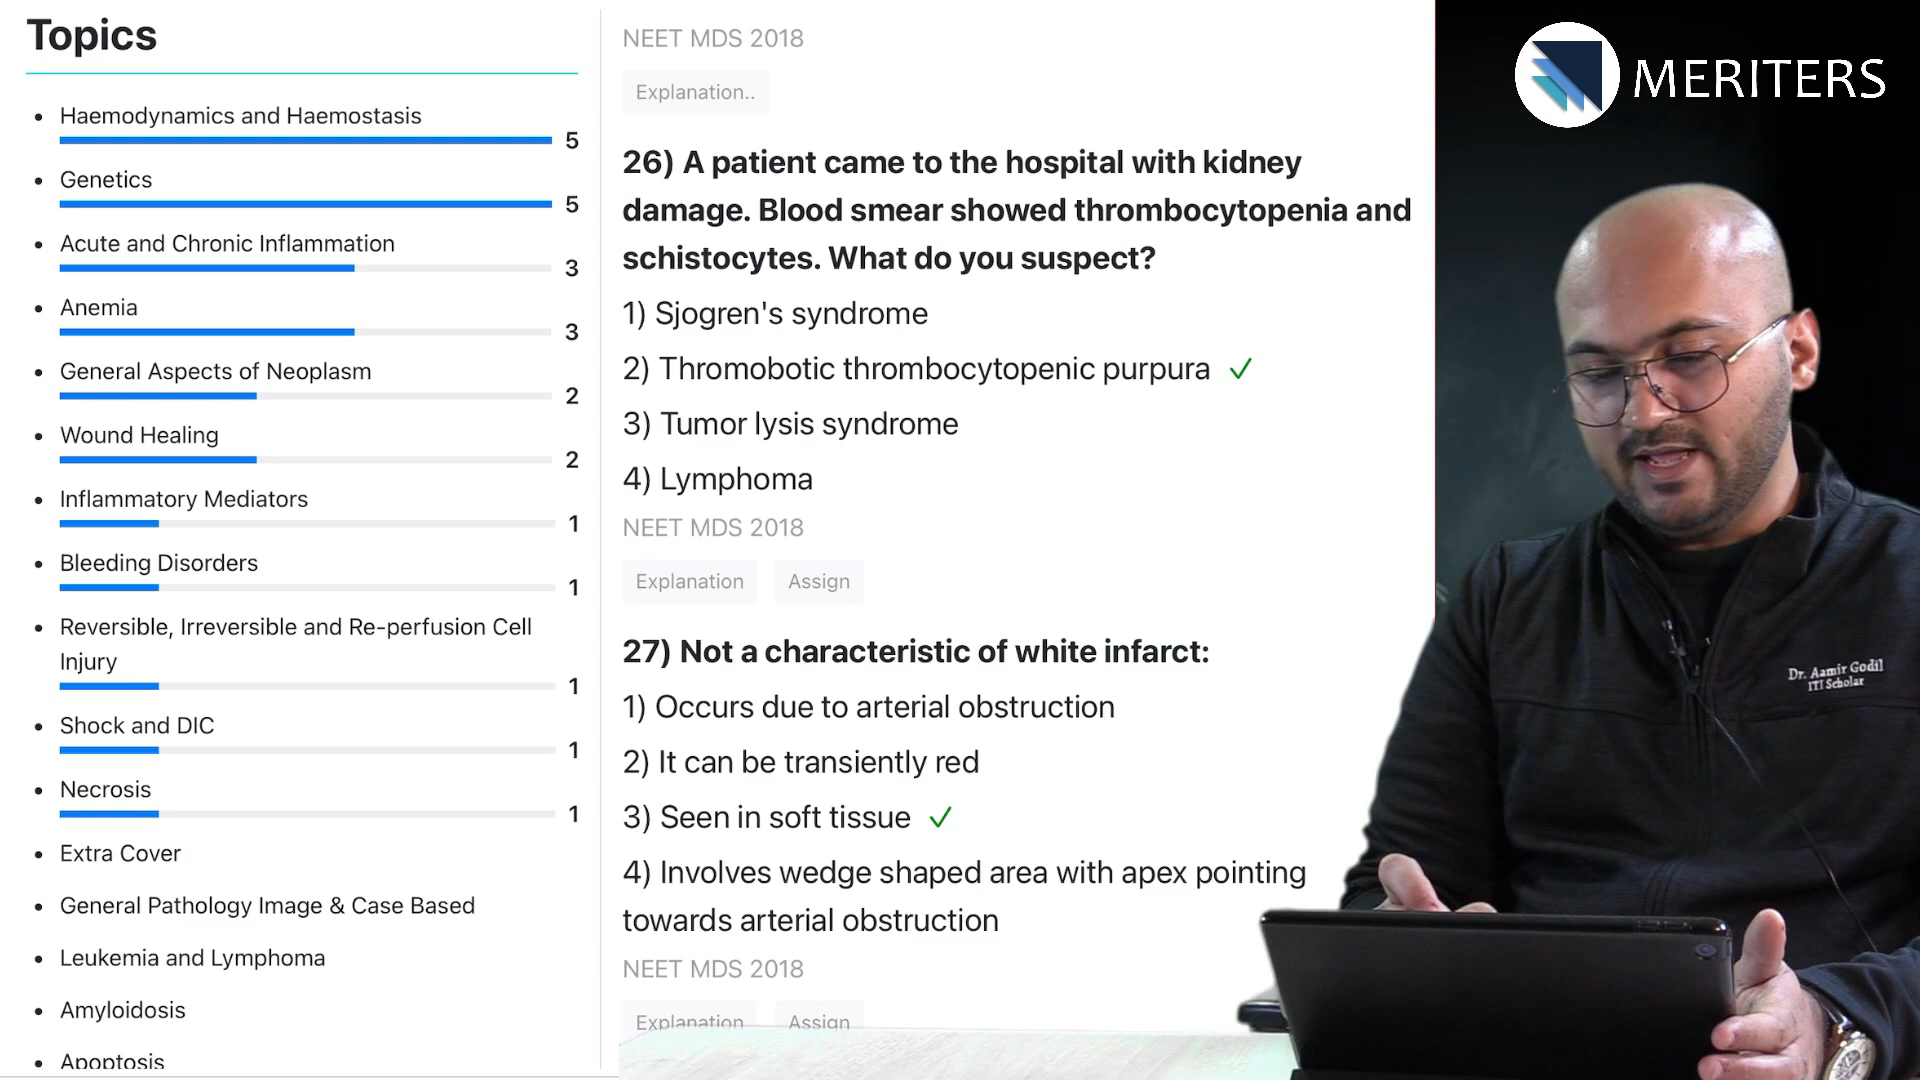 Topics
Haemodynamics and Haemostasis
5
Genetics
5
Acute and Chronic Inflammation
3
Anemia
3
General Aspects of Neoplasm
2
Wound Healing
2
Inflammatory Mediators
1
Bleeding Disorders
1
Reversible, Irreversible and Re-perfusion Cell
Injury
1
Shock and DIC
1
Necrosis
1
Extra Cover
General Pathology Image & Case Based
Leukemia and Lymphoma
Amyloidosis
Apoptosis
NEET MDS 2018
Explanation..
26) A patient came to the hospital with kidney
damage. Blood smear showed thrombocytopenia and
schistocytes. What do you suspect?
1) Sjogren's syndrome
2) Thromobotic thrombocytopenic purpura ✓
3) Tumor lysis syndrome
4) Lymphoma
NEET MDS 2018
Explanation Assign
27) Not a characteristic of white infarct:
1) Occurs due to arterial obstruction
2) It can be transiently red
3) Seen in soft tissue ✓
4) Involves wedge shaped area with apex pointing
towards arterial obstruction
NEET MDS 2018
Explanation Assign
MERITERS
Dr. Aamir Godil
ITI Scholar